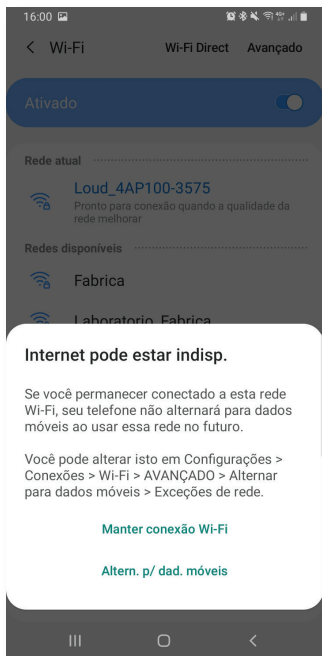 16:00
Wi-Fi Wi-Fi Direct Avançado
Ativado
Rede atual
Loud_4AP100-3575
Pronto para conexão quando a qualidade da
rede melhorar
Redes disponíveis
Fabrica
Laboratorio Fabrica
Internet pode estar indisp.
Se você permanecer conectado a esta rede
Wi-Fi, seu telefone não alternará para dados
móveis ao usar essa rede no futuro.
Você pode alterar isto em Configurações >
Conexões > Wi-Fi > AVANÇADO > Alternar
para dados móveis > Exceções de rede.
Manter conexão Wi-Fi
Altern. p/ dad. móveis